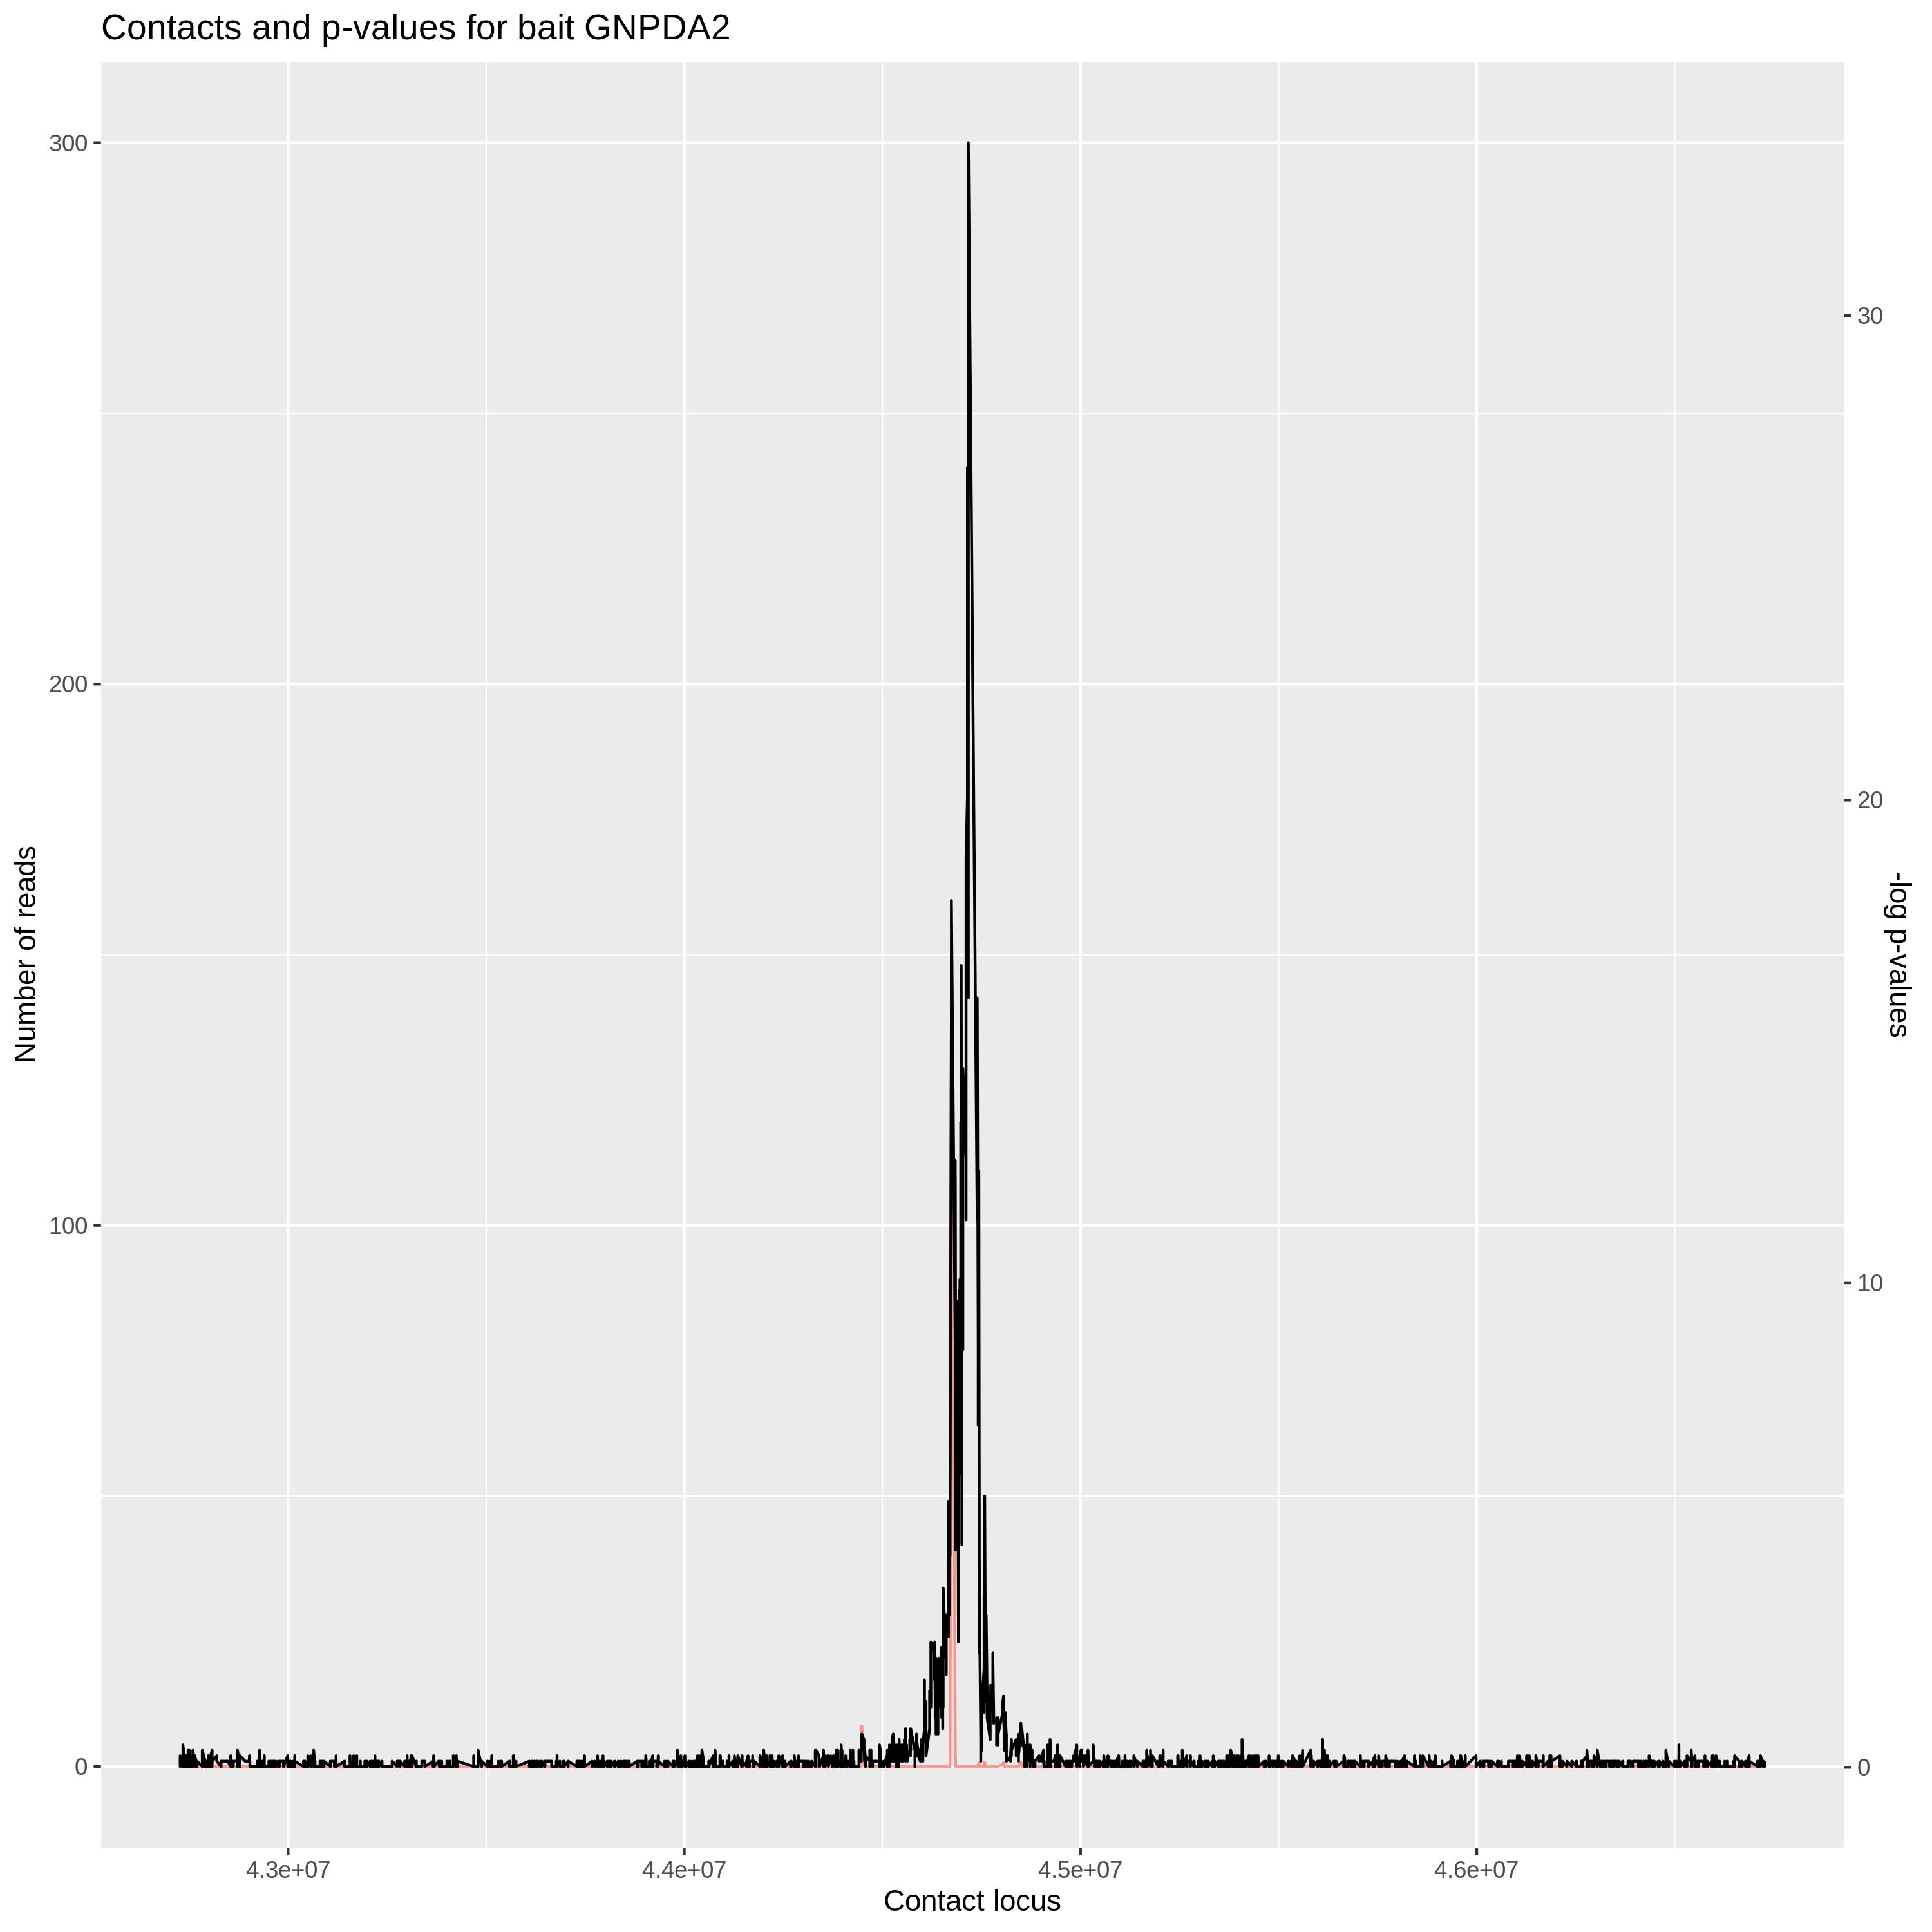 Contacts and p-values for bait GNPDA2
300
200
100
0
Number of reads
30
20
10
0
-log p-values
4.3e+07
4.4e+07
4.5e+07
4.6e+07
Contact locus